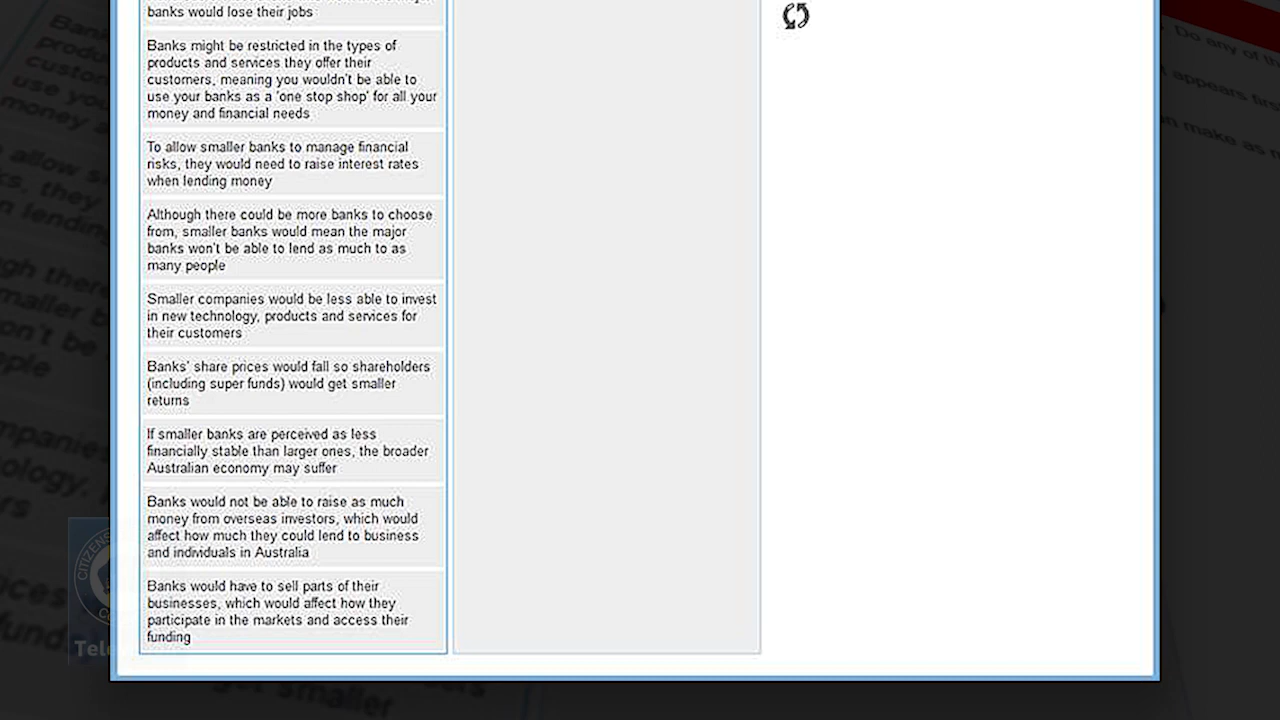 banks would lose their jobs
Banks might be restricted in the types of
products and services they offer their
customers, meaning you wouldn't be able to
use your banks as a 'one stop shop' for all your
money and financial needs
To allow smaller banks to manage financial
risks, they would need to raise interest rates
when lending money
Although there could be more banks to choose
from, smaller banks would mean the major
banks won't be able to lend as much to as
many people
Smaller companies would be less able to invest
in new technology, products and services for
their customers
Banks' share prices would fall so shareholders
(including super funds) would get smaller
returns
If smaller banks are perceived as less
financially stable than larger ones, the broader
Australian economy may suffer
Banks would not be able to raise as much
money from overseas investors, which would
affect how much they could lend to business
and individuals in Australia
Banks would have to sell parts of their
businesses, which would affect how they
participate in the markets and access their
funding
CITIZENS
smaller
Do any of
appears
make as